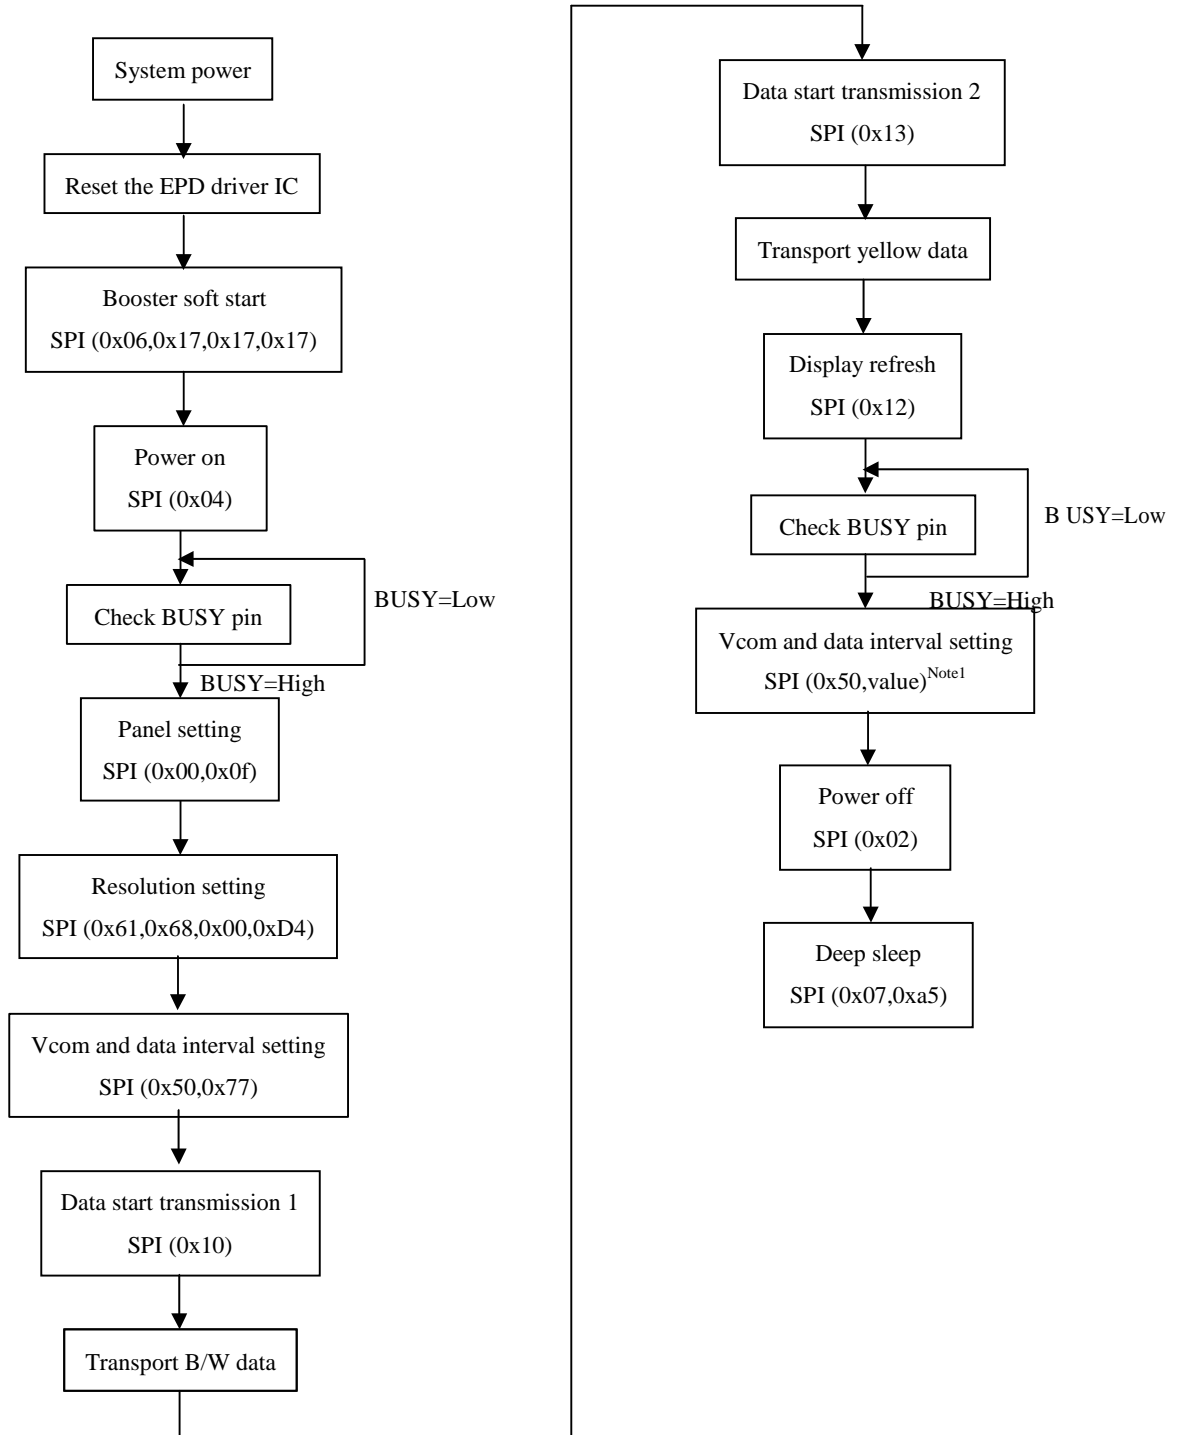 System power
Reset the EPD driver IC
Booster soft start
SPI (0x06,0x17,0x17,0x17)
Power on
SPI (0x04)
Check BUSY pin
BUSY=Low
BUSY=High
Panel setting
SPI (0x00,0x0f)
Resolution setting
SPI (0x61,0x68,0x00,0xD4)
Vcom and data interval setting
SPI (0x50,0x77)
Data start transmission 1
SPI (0x10)
Transport B/W data
Data start transmission 2
SPI (0x13)
Transport yellow data
Display refresh
SPI (0x12)
Check BUSY pin
B USY=Low
BUSY=High
Vcom and data interval setting
SPI (0x50,value)Note1
Power off
SPI (0x02)
Deep sleep
SPI (0x07,0xa5)